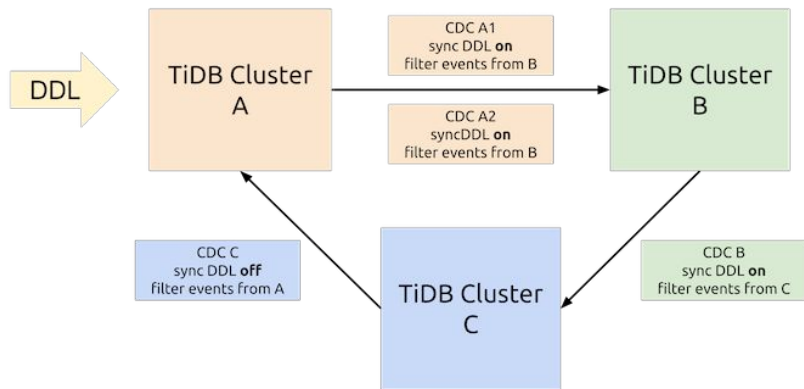 DDL
TiDB Cluster
A
CDC A1
sync DDL on
filter events from B
CDC A2
syncDDL on
filter events from B
TiDB Cluster
B
CDC C
sync DDL off
filter events from A
TiDB Cluster
C
CDC B
sync DDL on
filter events from C